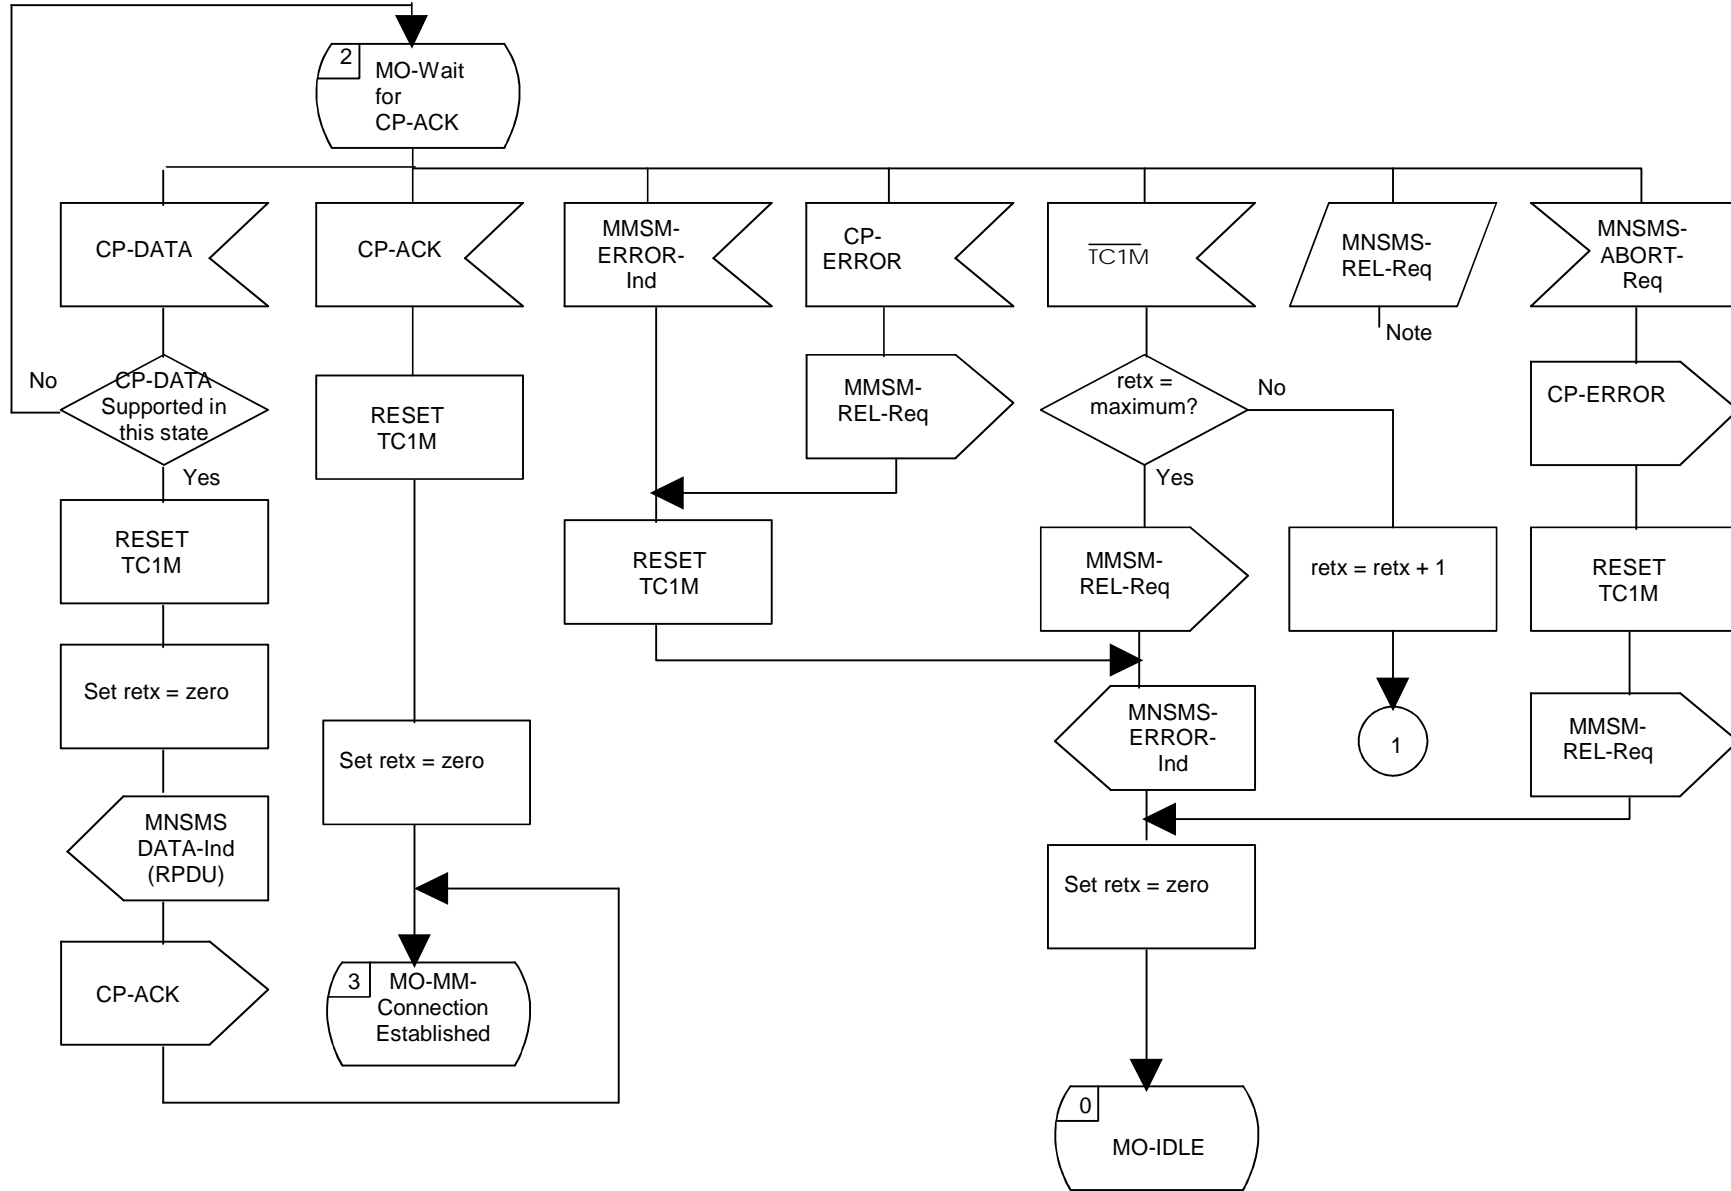 2
MO-Wait
for
CP-ACK
CP-DATA
CP-ACK
MMSM-
ERROR-
Ind
CP-
ERROR
TC1M
MNSMS-
REL-Req
MNSMS-
ABORT-
Req
Note
No
CP-DATA
Supported in
this state
Yes
RESET
TC1M
MMSM-
REL-Req
retx =
maximum?
No
Yes
CP-ERROR
RESET
TC1M
RESET
TC1M
MMSM-
REL-Req
retx = retx + 1
RESET
TC1M
Set retx = zero
Set retx = zero
MNSMS-
ERROR-
Ind
1
MMSM-
REL-Req
MNSMS
DATA-Ind
(RPDU)
Set retx = zero
CP-ACK
3
MO-MM-
Connection
Established
0
MO-IDLE